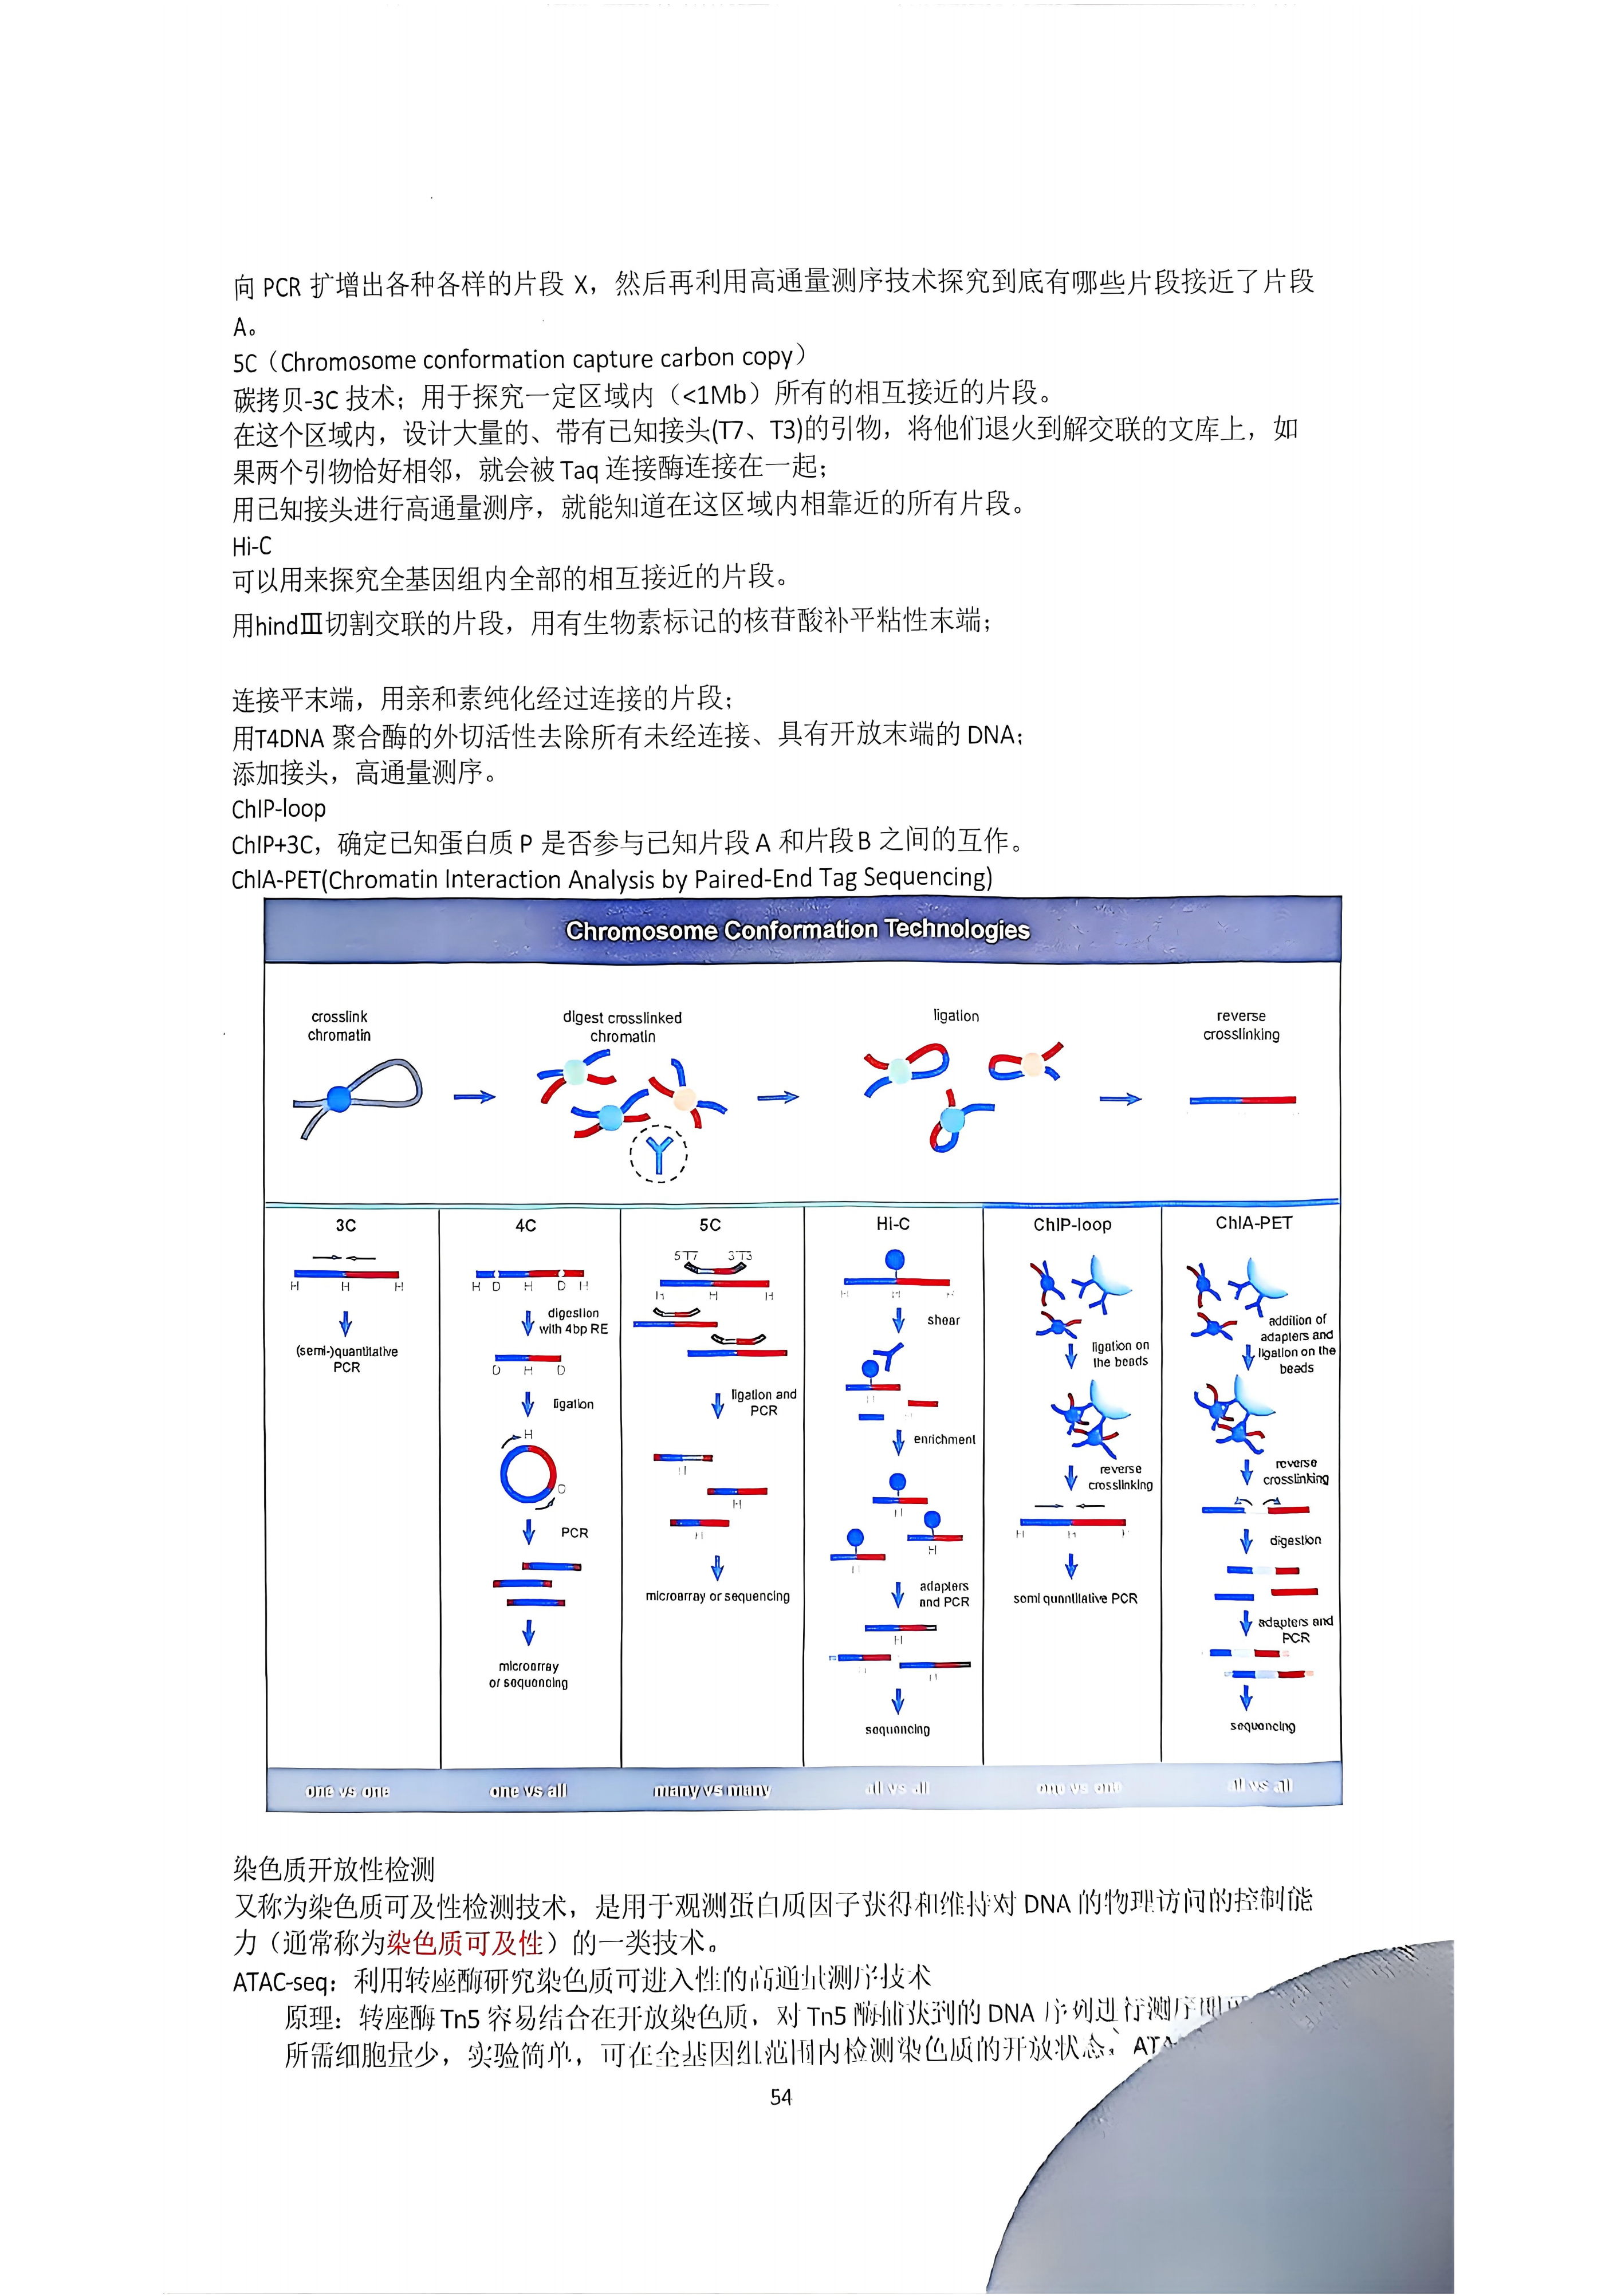 向 PCR 扩增出各种各样的片段 X，然后再利用高通量测序技术探究到底有哪些片段接近了片段
A。
5C（Chromosome conformation capture carbon copy）
碳拷贝-3C 技术；用于探究一定区域内（<1Mb）所有的相互接近的片段。
在这个区域内，设计大量的、带有已知接头(T7、T3)的引物，将他们退火到解交联的文库上，如
果两个引物恰好相邻，就会被 Taq 连接酶连接在一起；
用已知接头进行高通量测序，就能知道在这区域内相靠近的所有片段。
Hi-C
可以用来探究全基因组内全部的相互接近的片段。
用hindⅢ切割交联的片段，用有生物素标记的核苷酸补平粘性末端；
连接平末端，用亲和素纯化经过连接的片段；
用T4DNA 聚合酶的外切活性去除所有未经连接、具有开放末端的 DNA；
添加接头，高通量测序。
ChIP-loop
ChIP+3C，确定已知蛋白质 P 是否参与已知片段 A 和片段 B 之间的互作。
ChIA-PET(Chromatin Interaction Analysis by Paired-End Tag Sequencing)
Chromosome Conformation Technologies
crosslink
chromatin
digest crosslinked
chromatin
ligation
reverse
crosslinking
3C
H H H
(semi-)quantitative
PCR
one vs one
4C
H D H D H
digestion
with 4bp RE
D H D
ligation
H
D
PCR
microarray
or sequencing
one vs all
5C
5 T7 3 T3
H H H
ligation and
PCR
H
H
H
microarray or sequencing
many vs many
Hi-C
H H H
shear
H
enrichment
H
H
H
adapters
and PCR
H
H
H
sequencing
all vs all
ChIP-loop
ligation on
the beads
reverse
crosslinking
H H H
semi quantitative PCR
one vs one
ChIA-PET
addition of
adapters and
ligation on the
beads
reverse
crosslinking
digestion
adapters and
PCR
sequencing
all vs all
染色质开放性检测
又称为染色质可及性检测技术，是用于观测蛋白质因子获得和维持对 DNA 的物理访问的控制能
力（通常称为染色质可及性）的一类技术。
ATAC-seq：利用转座酶研究染色质可进入性的高通量测序技术
原理：转座酶 Tn5 容易结合在开放染色质，对 Tn5 酶捕获到的 DNA 序列进行测序即可
所需细胞量少，实验简单，可在全基因组范围内检测染色质的开放状态，AT
54